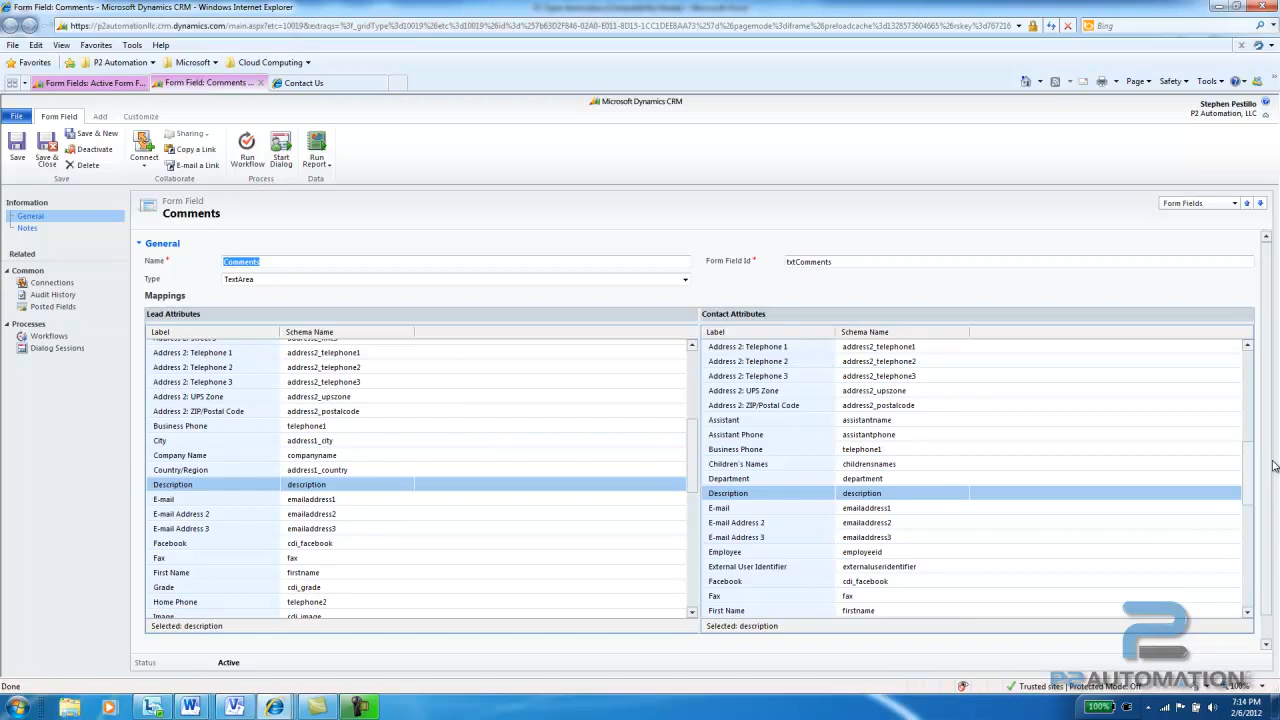 Form Field: Comments - Microsoft Dynamics CRM - Windows Internet Explorer
File Edit View Favorites Tools Help
Favorites P2 Automation Microsoft Cloud Computing
Form Fields: Active Form F... Form Field: Comments ... Contact Us
Bing
Page Safety Tools
Microsoft Dynamics CRM
Stephen Pestillo
P2 Automation, LLC
File Form Field Add Customize
Save
Save & Close
Save & New
Deactivate
Delete
Connect
Sharing
Copy a Link
E-mail a Link
Run Workflow
Start Dialog
Run Report
Save Collaborate Process Data
Information
General
Notes
Related
Common
Connections
Audit History
Posted Fields
Processes
Workflows
Dialog Sessions
Form Field
Comments
Form Fields
General
Name * Comments Form Field Id * txtComments
Type TextArea
Mappings
Lead Attributes
Label Schema Name
Address 2: Telephone 1 address2_telephone1
Address 2: Telephone 2 address2_telephone2
Address 2: Telephone 3 address2_telephone3
Address 2: UPS Zone address2_upszone
Address 2: ZIP/Postal Code address2_postalcode
Business Phone telephone1
City address1_city
Company Name companyname
Country/Region address1_country
Description description
E-mail emailaddress1
E-mail Address 2 emailaddress2
E-mail Address 3 emailaddress3
Facebook cdi_facebook
Fax fax
First Name firstname
Grade cdi_grade
Home Phone telephone2
Image cdi_image
Selected: description
Contact Attributes
Label Schema Name
Address 2: Telephone 1 address2_telephone1
Address 2: Telephone 2 address2_telephone2
Address 2: Telephone 3 address2_telephone3
Address 2: UPS Zone address2_upszone
Address 2: ZIP/Postal Code address2_postalcode
Assistant assistantname
Assistant Phone assistantphone
Business Phone telephone1
Children's Names childrensnames
Department department
Description description
E-mail emailaddress1
E-mail Address 2 emailaddress2
E-mail Address 3 emailaddress3
Employee employeeid
External User Identifier externaluseridentifier
Facebook cdi_facebook
Fax fax
First Name firstname
Selected: description
Status Active
2
P2 AUTOMATION
Done
Trusted sites | Protected Mode: Off
100%
100%
7:14 PM
2/6/2012